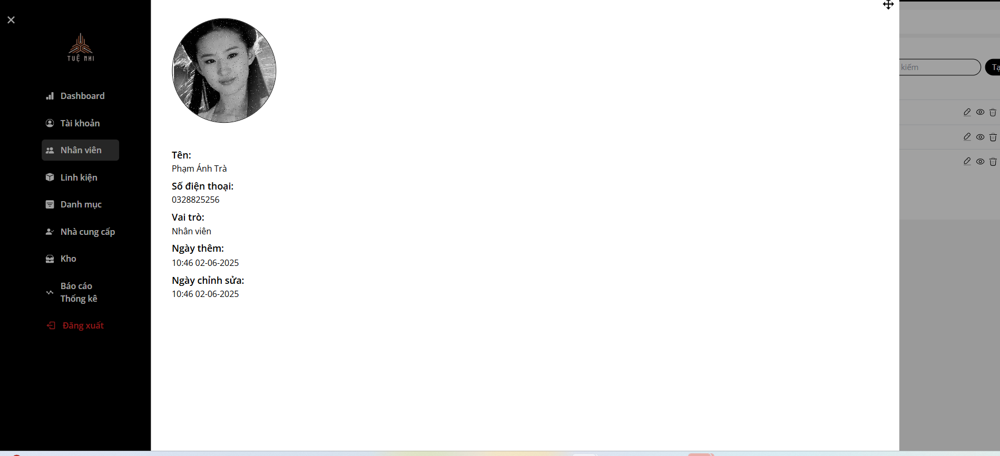 TUỆ NHI
Dashboard
Tài khoản
Nhân viên
Linh kiện
Danh mục
Nhà cung cấp
Kho
Báo cáo
Thống kê
Đăng xuất
Tên:
Phạm Ánh Trà
Số điện thoại:
0328825256
Vai trò:
Nhân viên
Ngày thêm:
10:46 02-06-2025
Ngày chỉnh sửa:
10:46 02-06-2025
kiếm